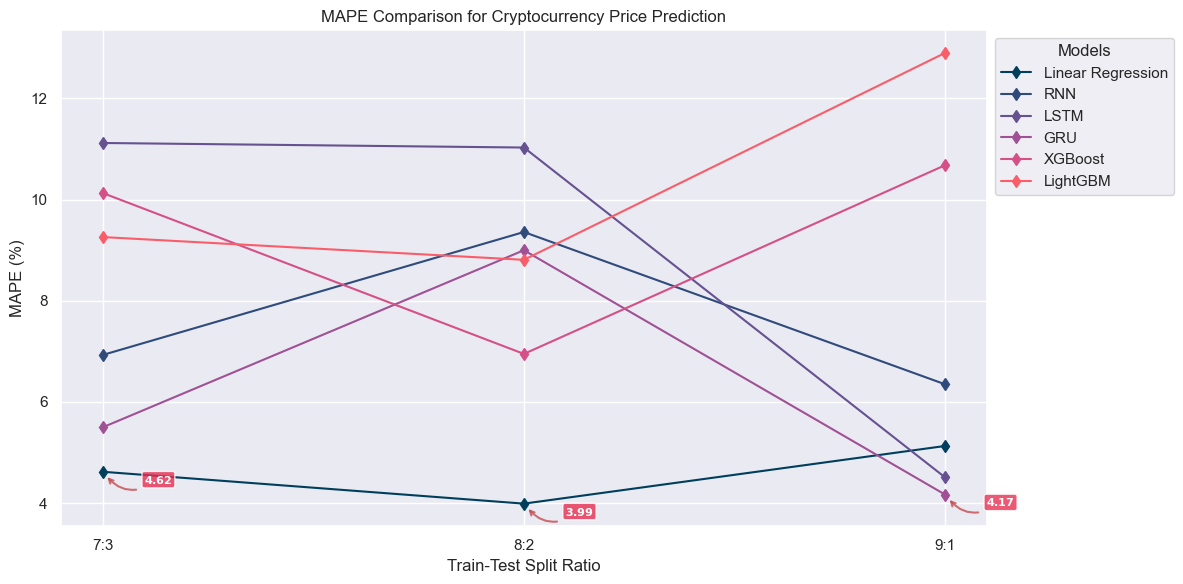 MAPE Comparison for Cryptocurrency Price Prediction
Models
Linear Regression
RNN
LSTM
GRU
XGBoost
LightGBM
MAPE (%)
12
10
8
6
4
4.62
3.99
4.17
7:3
8:2
9:1
Train-Test Split Ratio